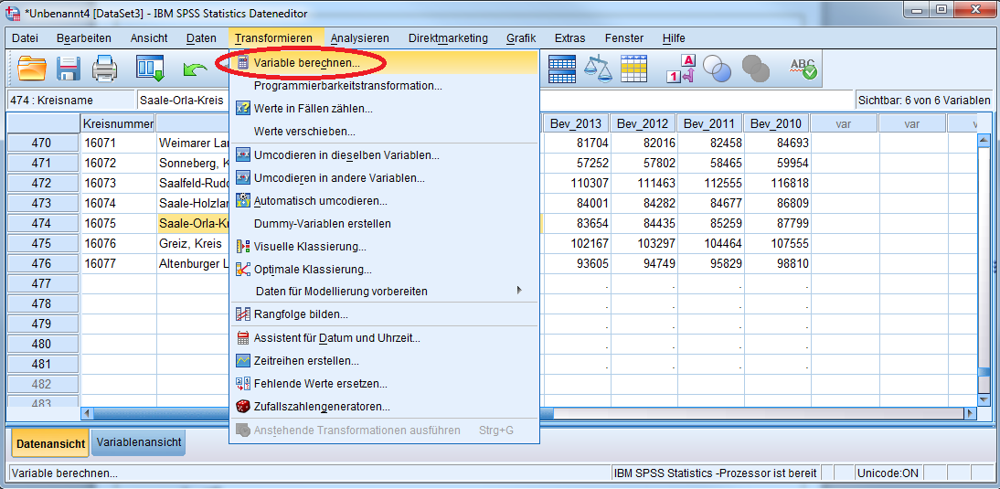 *Unbenannt4 [DataSet3] - IBM SPSS Statistics Dateneditor
Datei Bearbeiten Ansicht Daten Transformieren Analysieren Direktmarketing Grafik Extras Fenster Hilfe
474 : Kreisname Saale-Orla-Kreis Sichtbar: 6 von 6 Variablen
Variable berechnen...
Programmierbarkeitstransformation...
Werte in Fällen zählen...
Werte verschieben...
Umcodieren in dieselben Variablen...
Umcodieren in andere Variablen...
Automatisch umcodieren...
Dummy-Variablen erstellen
Visuelle Klassierung...
Optimale Klassierung...
Daten für Modellierung vorbereiten
Rangfolge bilden...
Assistent für Datum und Uhrzeit...
Zeitreihen erstellen...
Fehlende Werte ersetzen...
Zufallszahlengeneratoren...
Anstehende Transformationen ausführen Strg+G
Kreisnummer Bev_2013 Bev_2012 Bev_2011 Bev_2010 var var v
470 16071 Weimarer Lan 81704 82016 82458 84693
471 16072 Sonneberg, K 57252 57802 58465 59954
472 16073 Saalfeld-Rudo 110307 111463 112555 116818
473 16074 Saale-Holzlan 84001 84282 84677 86809
474 16075 Saale-Orla-Kr 83654 84435 85259 87799
475 16076 Greiz, Kreis 102167 103297 104464 107555
476 16077 Altenburger L 93605 94749 95829 98810
477 . . . .
478 . . . .
479 . . . .
480 . . . .
481 . . . .
482
483
Datenansicht Variablenansicht
Variable berechnen... IBM SPSS Statistics -Prozessor ist bereit Unicode:ON